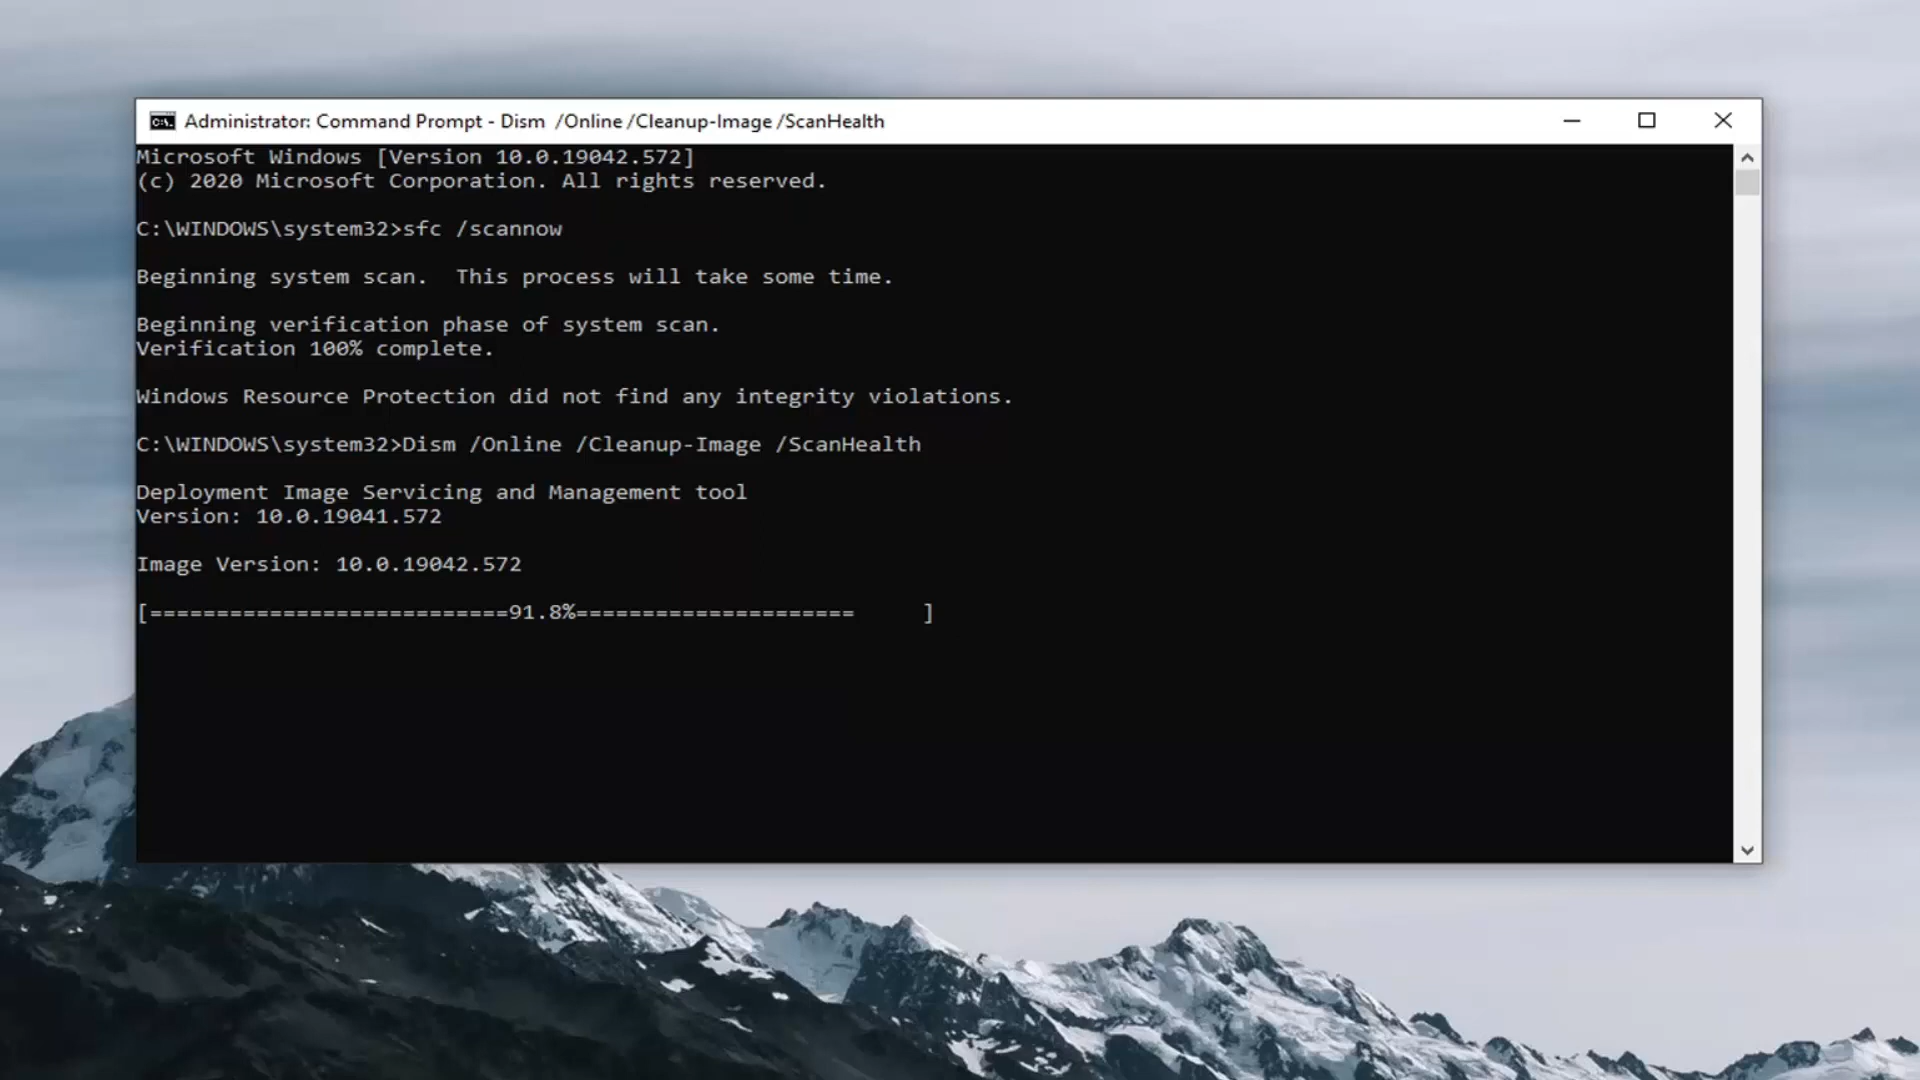 Administrator: Command Prompt - Dism  /Online /Cleanup-Image /ScanHealth
Microsoft Windows [Version 10.0.19042.572]
(c) 2020 Microsoft Corporation. All rights reserved.
C:\WINDOWS\system32>sfc /scannow
Beginning system scan.  This process will take some time.
Beginning verification phase of system scan.
Verification 100% complete.
Windows Resource Protection did not find any integrity violations.
C:\WINDOWS\system32>Dism /Online /Cleanup-Image /ScanHealth
Deployment Image Servicing and Management tool
Version: 10.0.19041.572
Image Version: 10.0.19042.572
[===========================91.8%=====================      ]